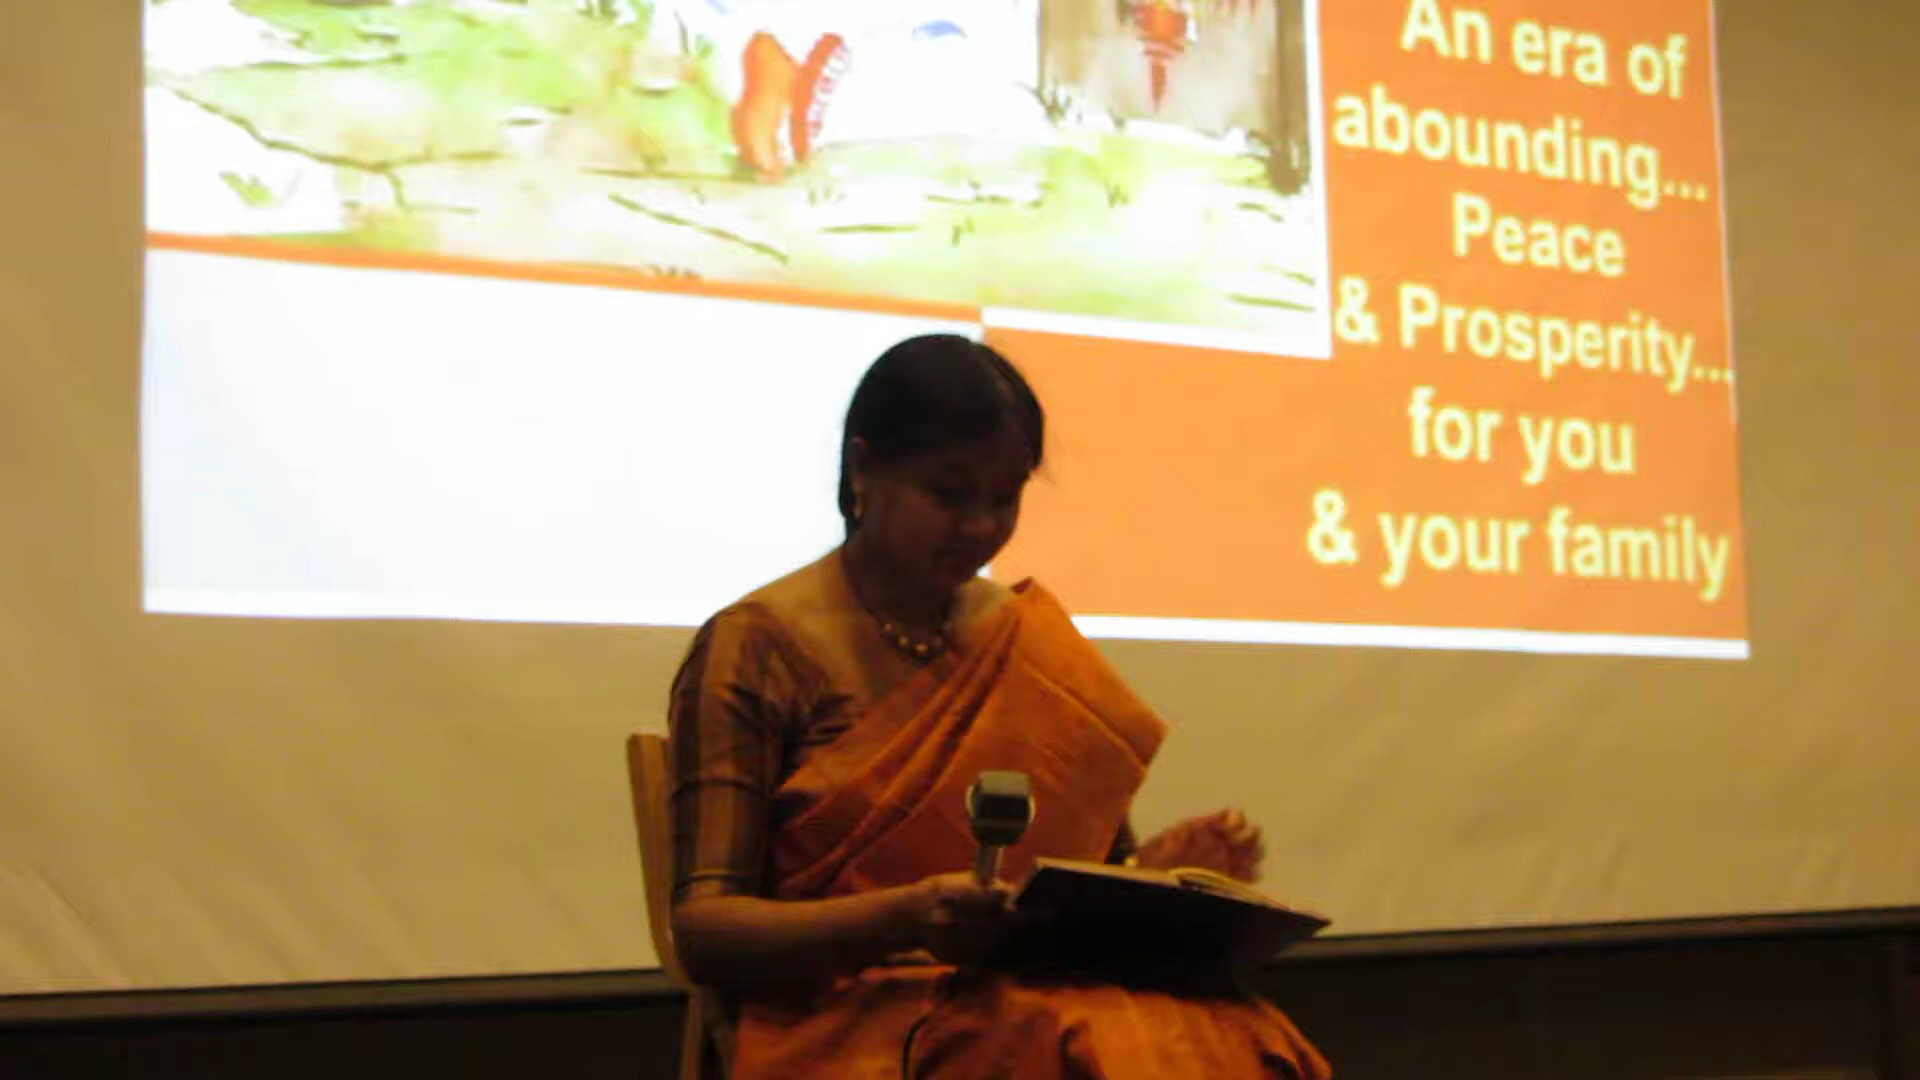 An era of
abounding...
Peace
& Prosperity...
for you
& your family